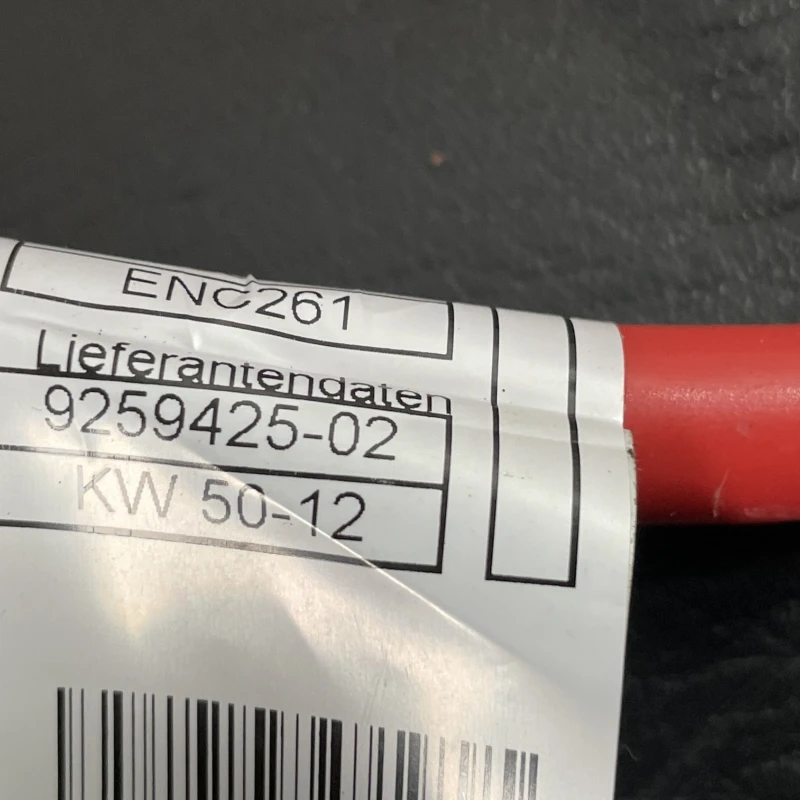 ENC261
Lieferantendaten
9259425-02
KW 50-12